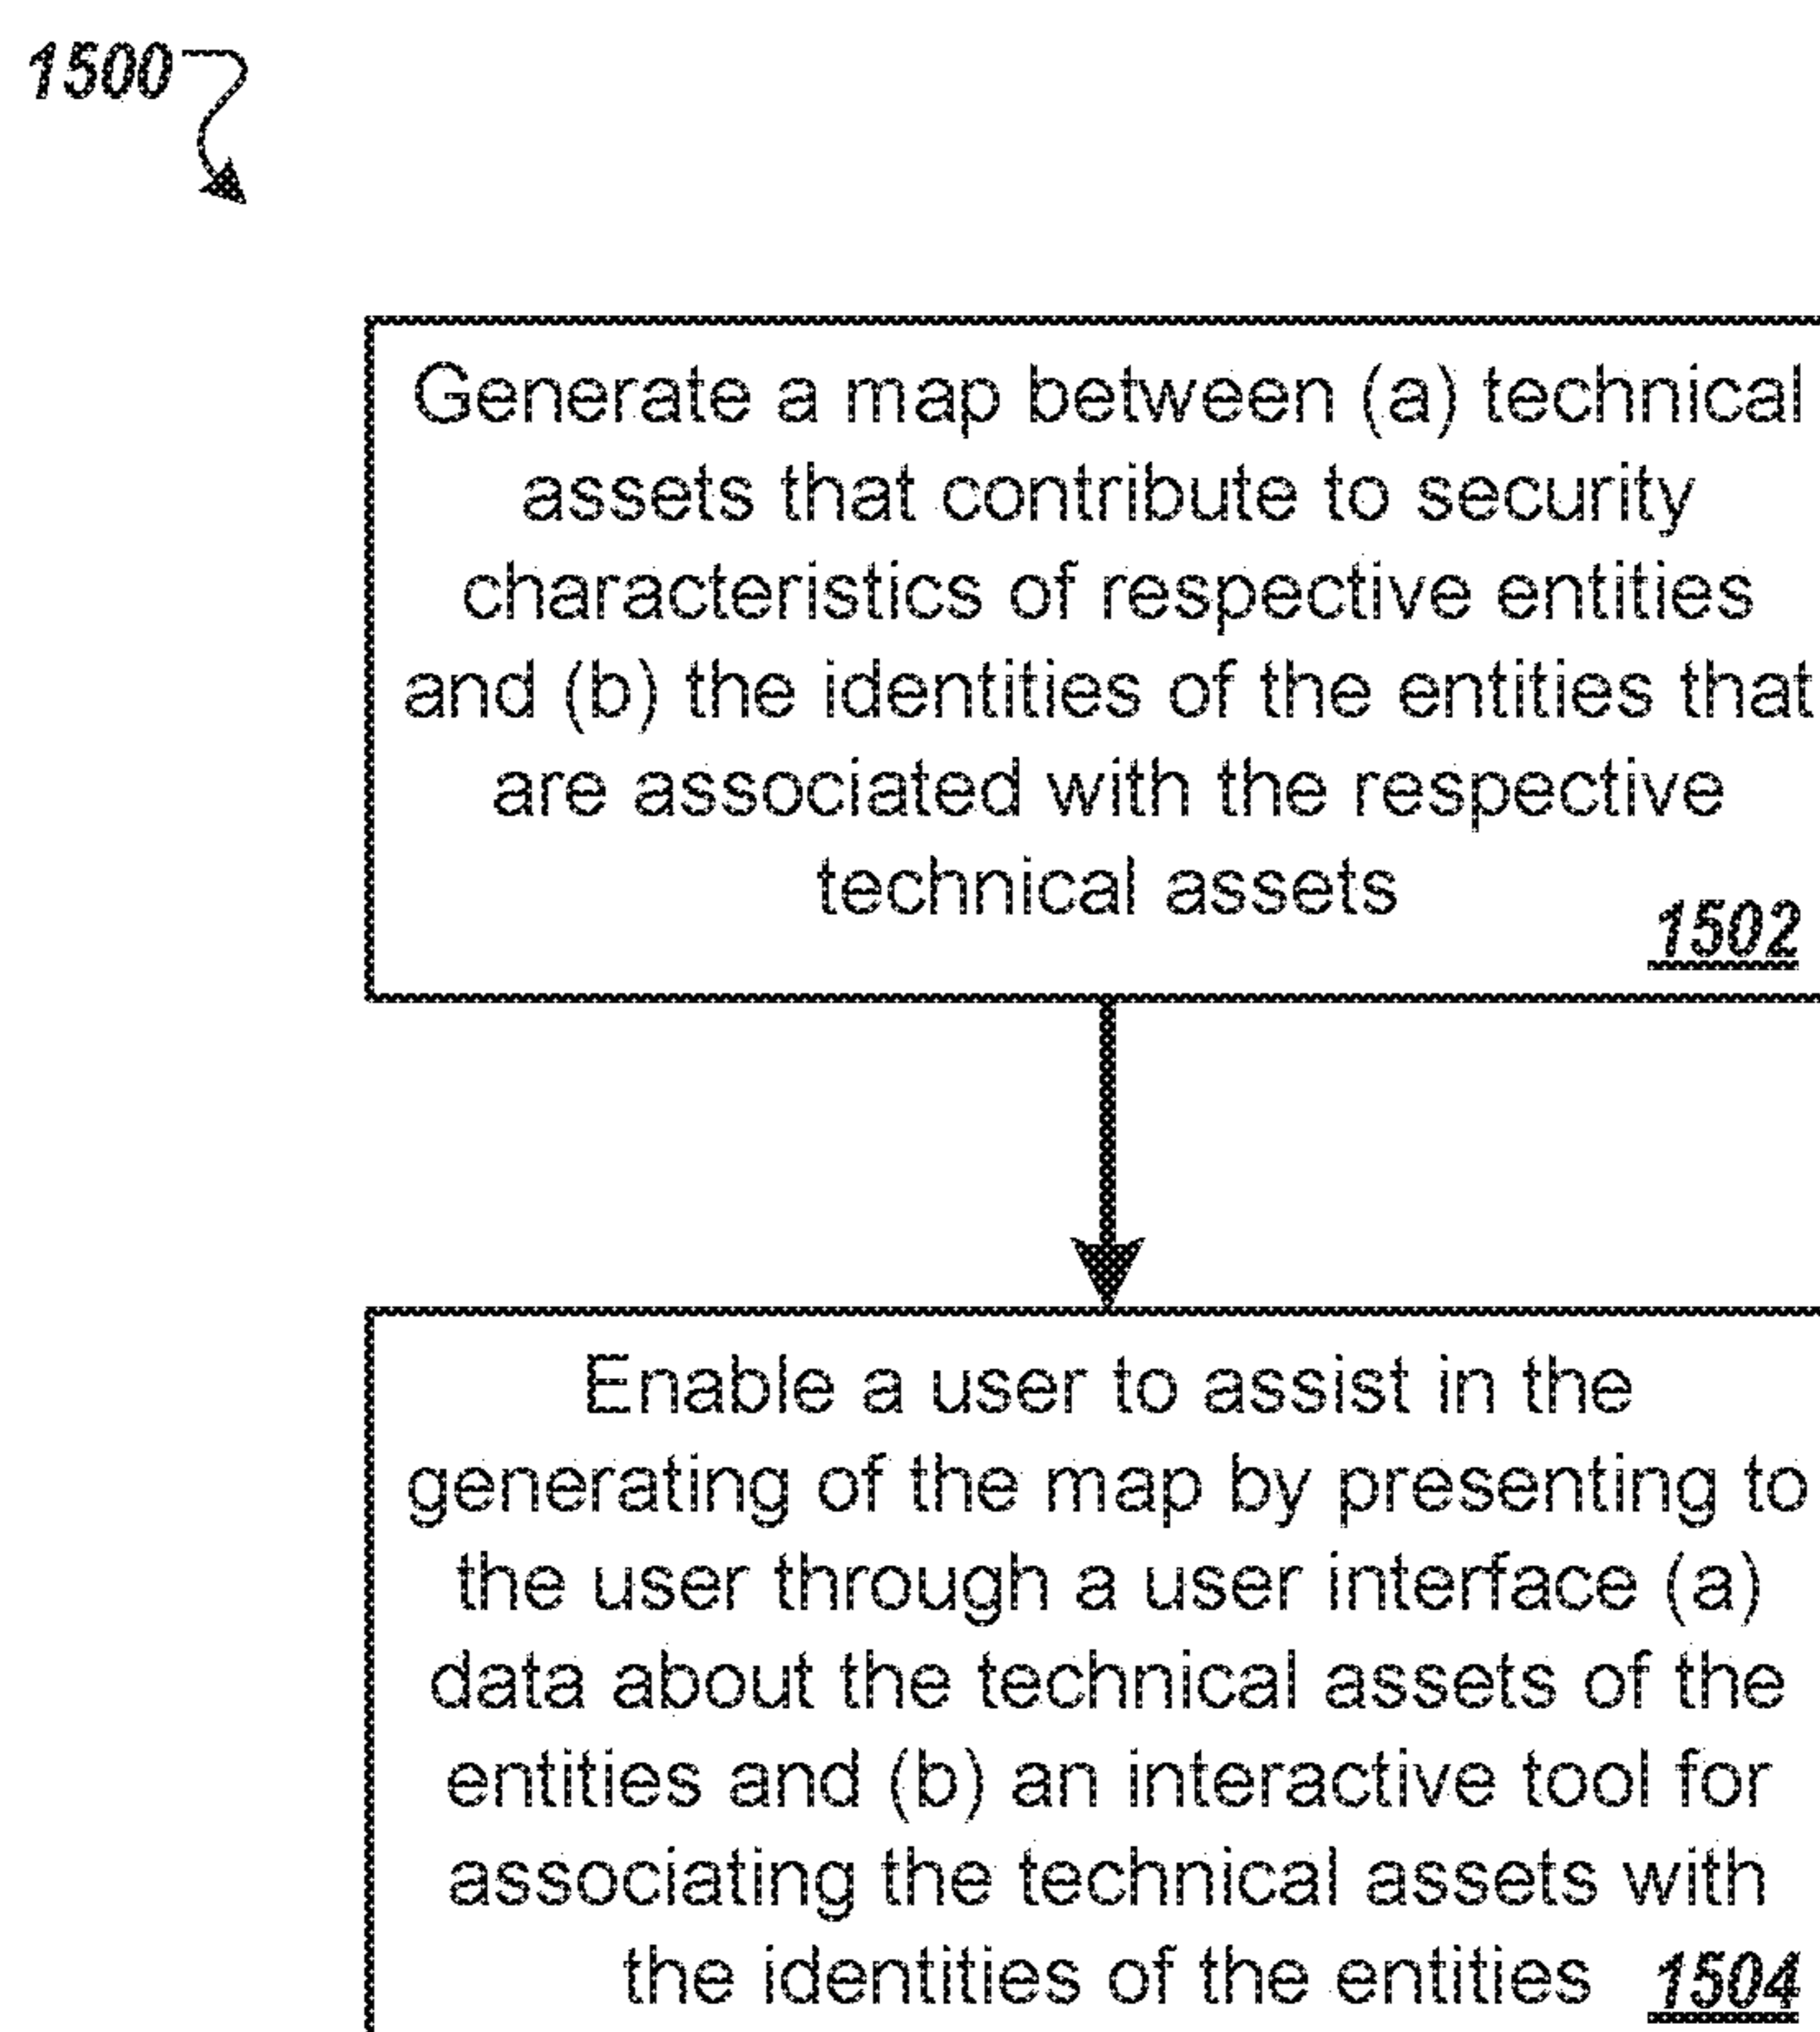 1500
Generate a map between (a) technical
assets that contribute to security
characteristics of respective entities
and (b) the identities of the entities that
are associated with the respective
technical assets
1502
Enable a user to assist in the
generating of the map by presenting to
the user through a user interface (a)
data about the technical assets of the
entities and (b) an interactive tool for
associating the technical assets with
the identities of the entities 1504